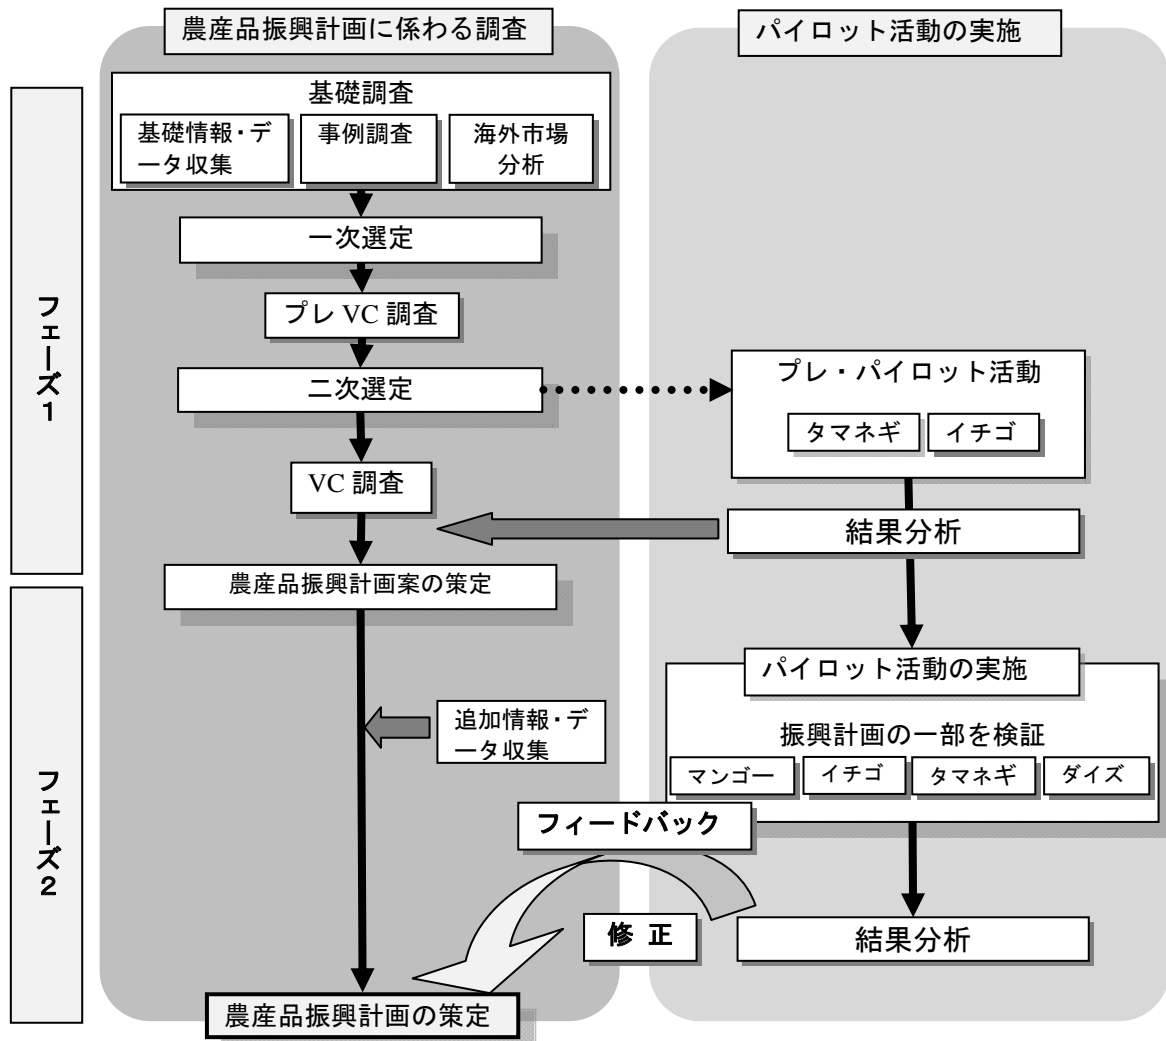 農産品振興計画に係わる調査
パイロット活動の実施
フェーズ1
基礎調査
基礎情報・デ
ータ収集
事例調査
海外市場
分析
一次選定
プレ VC 調査
二次選定
VC 調査
プレ・パイロット活動
タマネギ
イチゴ
結果分析
農産品振興計画案の策定
フェーズ2
追加情報・デ
ータ収集
パイロット活動の実施
振興計画の一部を検証
マンゴー
イチゴ
タマネギ
ダイズ
フィードバック
修 正
結果分析
農産品振興計画の策定